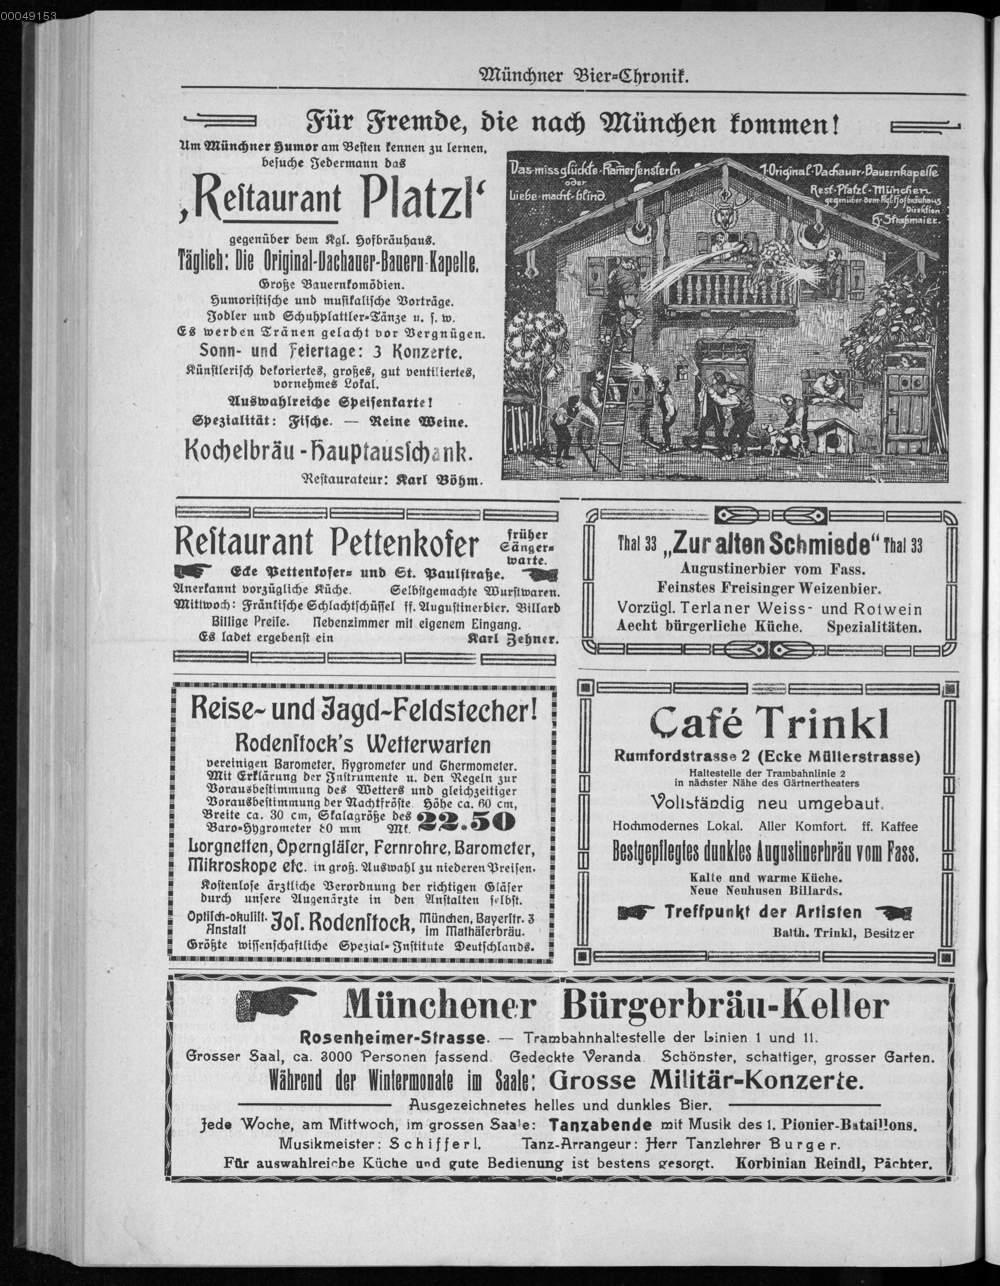 00049153
Münchner Bier-Chronik.
Für Fremde, die nach München kommen!
Um Münchner Humor am Besten kennen zu lernen,
besuche Jedermann das
„Restaurant Platzl“
gegenüber dem Kgl. Hofbräuhaus.
Täglich: Die Original-Dachauer-Bauern-Kapelle.
Große Bauernkomödien.
Humoristische und musikalische Vorträge.
Jodler und Schuhplattler-Tänze u. s. w.
Es werden Tränen gelacht vor Vergnügen.
Sonn- und Feiertage: 3 Konzerte.
Künstlerisch dekoriertes, großes, gut ventiliertes,
vornehmes Lokal.
Auswahlreiche Speisenkarte!
Spezialität: Fische. — Reine Weine.
Kochelbräu-Hauptausschank.
Restaurateur: Karl Böhm.
Das missglückte Kamerfensterln
oder
Liebe macht blind.
1. Original-Dachauer-Bauernkapelle
Rest. Platzl-München
gegenüber dem Kgl. Hofbräuhaus
Direktion
G. Straßmaier.
Restaurant Pettenkofer früher
Sänger-
warte.
Ecke Pettenkofer- und St. Paulstraße.
Anerkannt vorzügliche Küche. Selbstgemachte Wurstwaren.
Mittwoch: Fränkische Schlachtschüssel ff. Augustinerbier. Billard
Billige Preise. Nebenzimmer mit eigenem Eingang.
Es ladet ergebenst ein Karl Zehner.
Thal 33 „Zur alten Schmiede“ Thal 33
Augustinerbier vom Fass.
Feinstes Freisinger Weizenbier.
Vorzügl. Terlaner Weiss- und Rotwein
Aecht bürgerliche Küche. Spezialitäten.
Reise- und Jagd-Feldstecher!
Rodenstock's Wetterwarten
vereinigen Barometer, Hygrometer und Thermometer.
Mit Erklärung der Instrumente u. den Regeln zur
Vorausbestimmung des Wetters und gleichzeitiger
Vorausbestimmung der Nachtfröste. Höhe ca. 60 cm,
Breite ca. 30 cm, Skalagröße des
Baro-Hygrometer 80 mm Mk. 22.50
Lorgnetten, Operngläser, Fernrohre, Barometer,
Mikroskope etc. in groß. Auswahl zu niederen Preisen.
Kostenlose ärztliche Verordnung der richtigen Gläser
durch unsere Augenärzte in den Anstalten selbst.
Optisch-okulist.
Anstalt Jos. Rodenstock, München, Bayerstr. 3
im Mathäserbräu.
Größte wissenschaftliche Spezial-Institute Deutschlands.
Café Trinkl
Rumfordstrasse 2 (Ecke Müllerstrasse)
Haltestelle der Trambahnlinie 2
in nächster Nähe des Gärtnertheaters
Vollständig neu umgebaut.
Hochmodernes Lokal. Aller Komfort. ff. Kaffee
Bestgepflegtes dunkles Augustinerbräu vom Fass.
Kalte und warme Küche.
Neue Neuhusen Billards.
Treffpunkt der Artisten
Balth. Trinkl, Besitzer
Münchener Bürgerbräu-Keller
Rosenheimer-Strasse. — Trambahnhaltestelle der Linien 1 und 11.
Grosser Saal, ca. 3000 Personen fassend. Gedeckte Veranda. Schönster, schattiger, grosser Garten.
Während der Wintermonate im Saale: Grosse Militär-Konzerte.
Ausgezeichnetes helles und dunkles Bier.
Jede Woche, am Mittwoch, im grossen Saale: Tanzabende mit Musik des 1. Pionier-Bataillons.
Musikmeister: Schifferl. Tanz-Arrangeur: Herr Tanzlehrer Burger.
Für auswahlreiche Küche und gute Bedienung ist bestens gesorgt. Korbinian Reindl, Pächter.